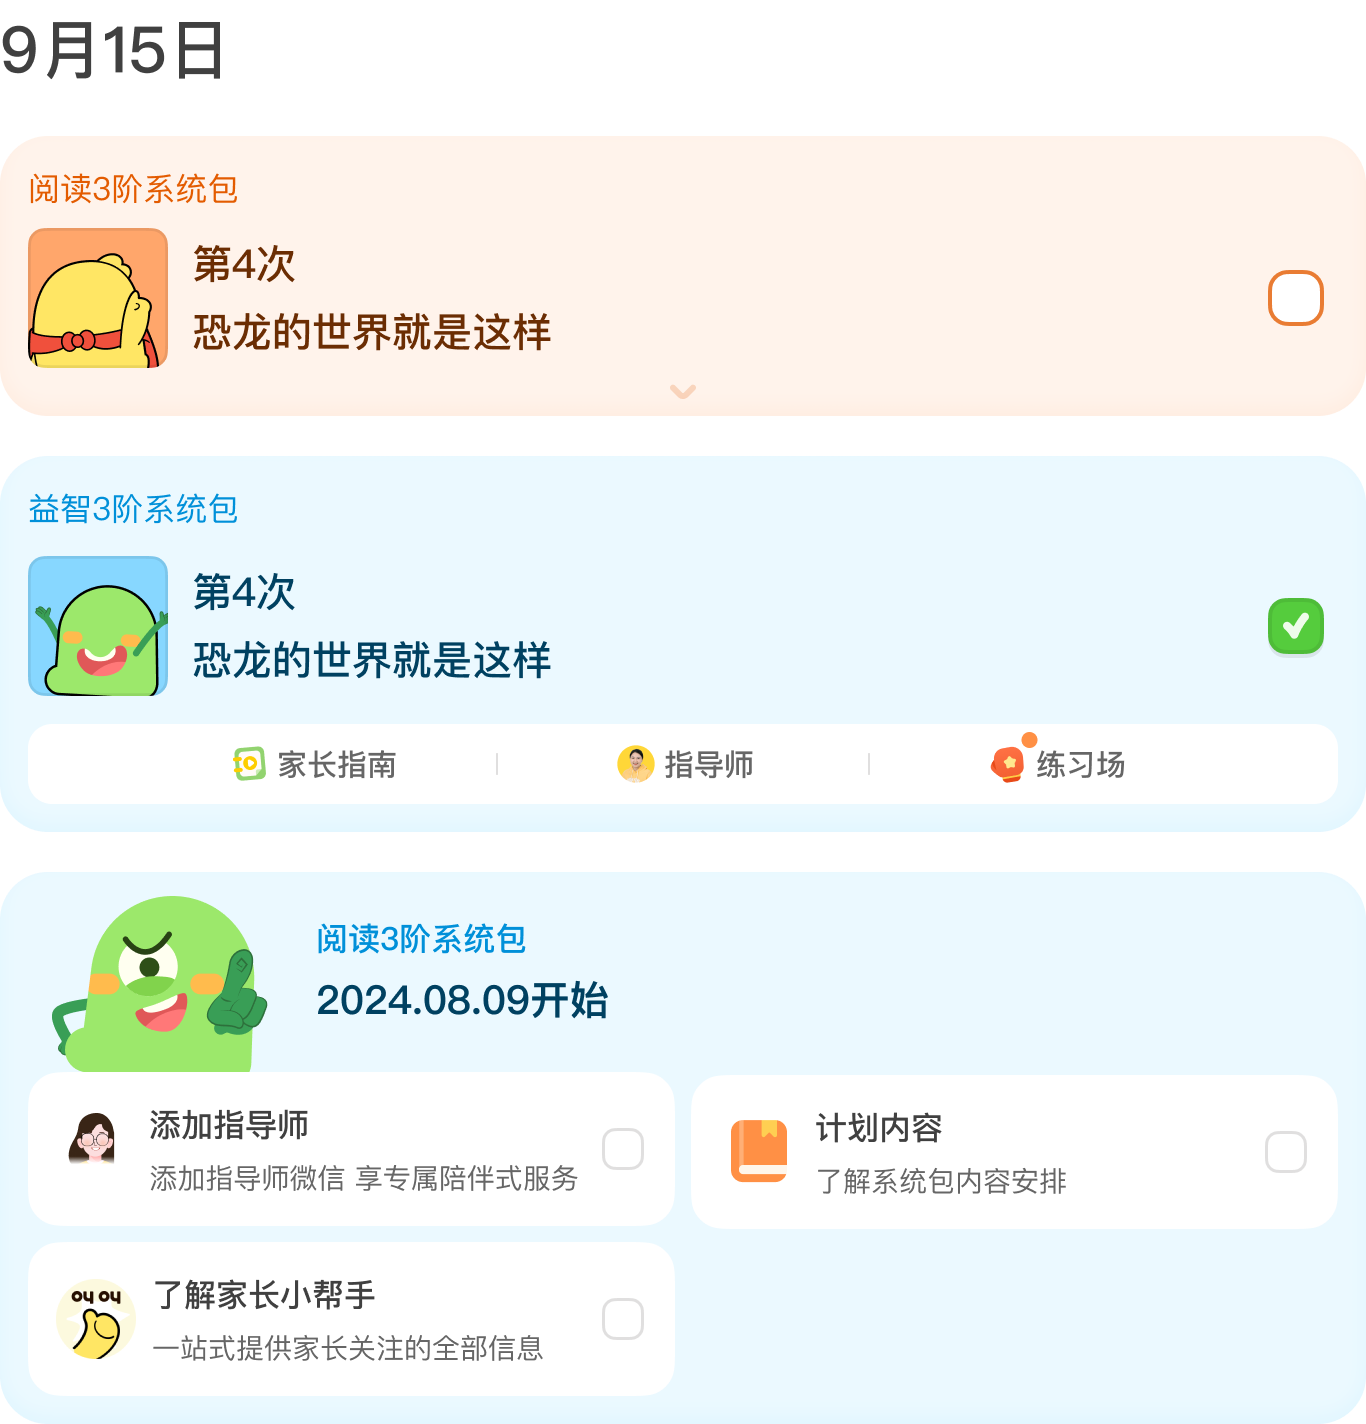 9月15日
阅读3阶系统包
第4次
恐龙的世界就是这样
益智3阶系统包
第4次
恐龙的世界就是这样
家长指南
指导师
练习场
阅读3阶系统包
2024.08.09开始
添加指导师
添加指导师微信 享专属陪伴式服务
计划内容
了解系统包内容安排
了解家长小帮手
一站式提供家长关注的全部信息